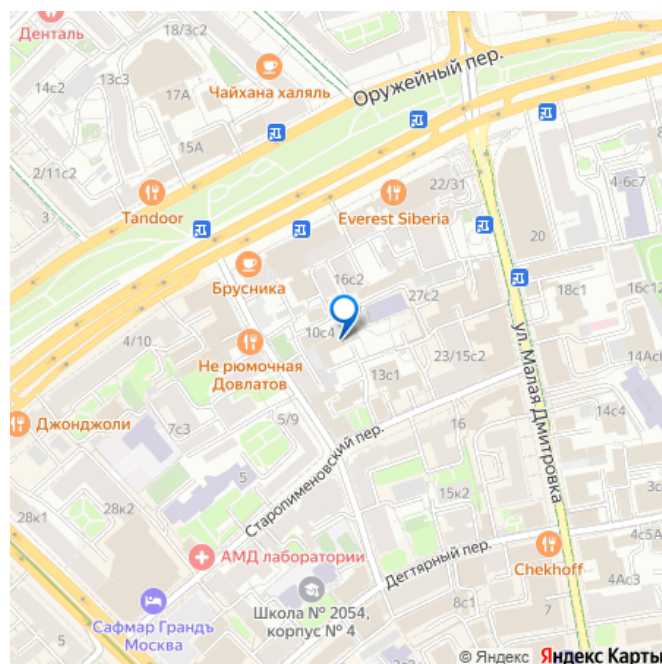 Денталь
18/3с2
14с2
13с3
17А
Чайхана халяль
Оружейный пер.
15А
2/11с2
3
Tandoor
22/31
Everest Siberia
4-6с7
20
Брусника
16с2
27с2
18с1
16с12
4/10
10с4
Не рюмочная
Довлатов
23/15с2
ул. Малая Дмитровка
14Ас6
13с1
Джонджоли
7с3
5/9
16
14с4
Старопименовский пер.
5
28к2
28к1
15к2
3с
4с5А
АМД лаборатории
Дегтярный пер.
Chekhoff
4Ас3
Сафмар Грандъ
Москва
Школа № 2054,
корпус № 4
8с1
7
5
© Яндекс Яндекс Карты